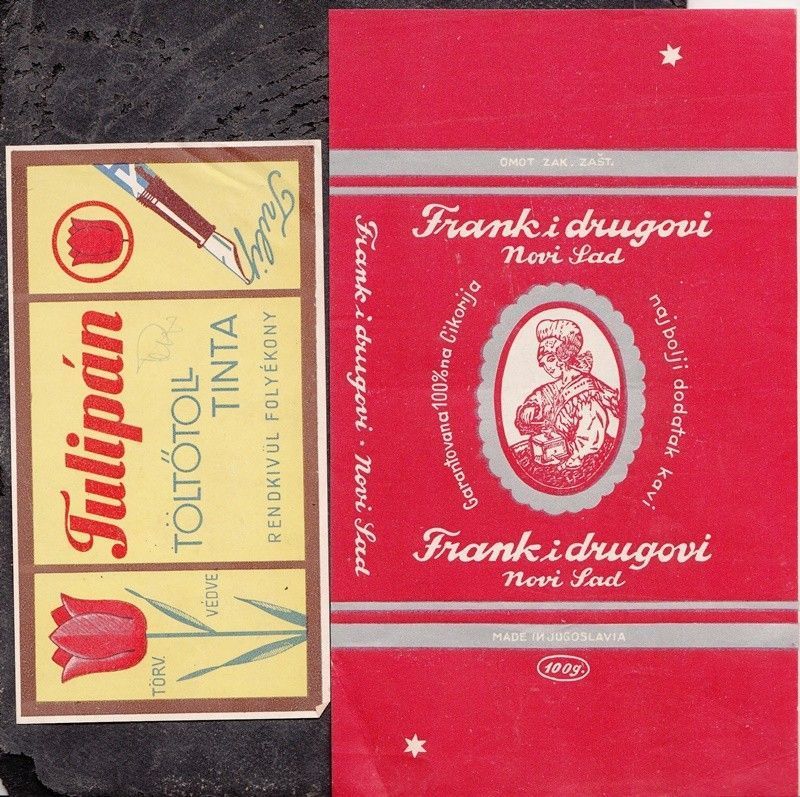 Tulipán
TÖLTŐTOLL
TINTA
RENDKIVÜL FOLYÉKONY
TÖRV.
VÉDVE
Tulip
OMOT ZAK. ZAŠT.
Frank i drugovi
Novi Sad
Garantovana 100%na Cikorija
najbolji dodatak kavi
Frank i drugovi
Novi Sad
Frank i drugovi · Novi Sad
MADE IN JUGOSLAVIA
100g.